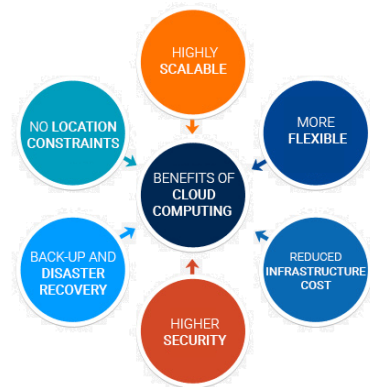 HIGHLY
SCALABLE
MORE
FLEXIBLE
REDUCED
INFRASTRUCTURE
COST
HIGHER
SECURITY
BACK-UP AND
DISASTER
RECOVERY
NO LOCATION
CONSTRAINTS
BENEFITS OF
CLOUD
COMPUTING